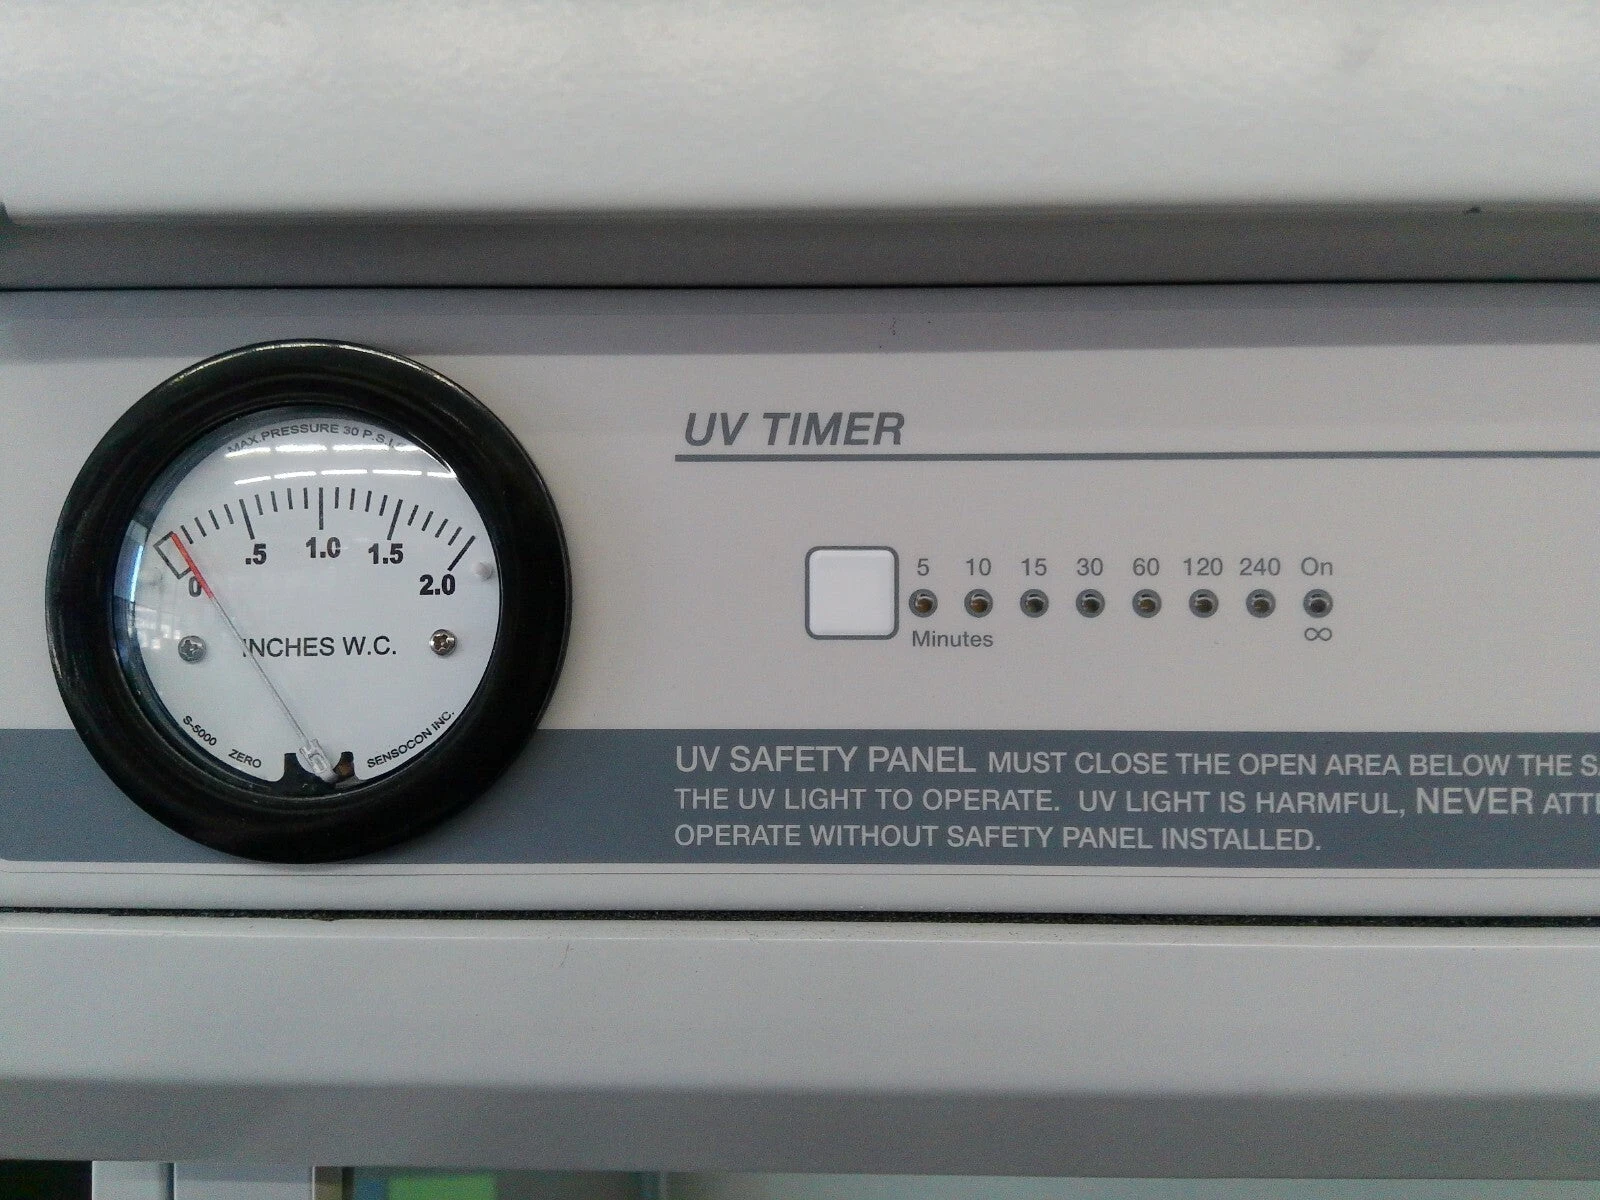 MAX.PRESSURE 30 P.S.I.
0 .5 1.0 1.5 2.0
INCHES W.C.
S-5000 ZERO SENSOCON INC.
UV TIMER
5 10 15 30 60 120 240 On
Minutes ∞
UV SAFETY PANEL MUST CLOSE THE OPEN AREA BELOW THE
THE UV LIGHT TO OPERATE. UV LIGHT IS HARMFUL, NEVER
OPERATE WITHOUT SAFETY PANEL INSTALLED.